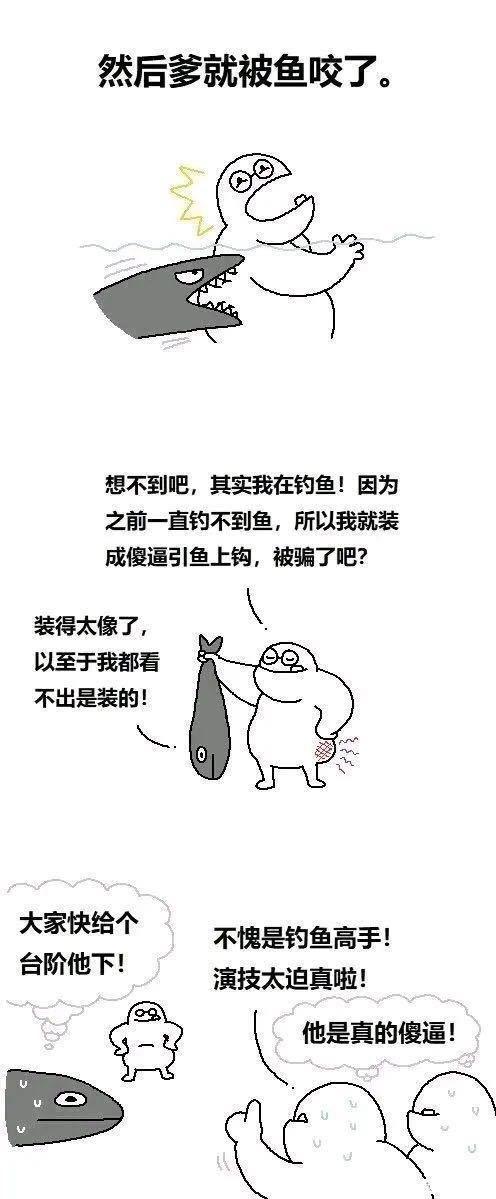 然后爹就被鱼咬了。
想不到吧，其实我在钓鱼！因为
之前一直钓不到鱼，所以我就装
成傻逼引鱼上钩，被骗了吧？
装得太像了，
以至于我都看
不出是装的！
大家快给个
台阶他下！
不愧是钓鱼高手！
演技太迫真啦！
他是真的傻逼！